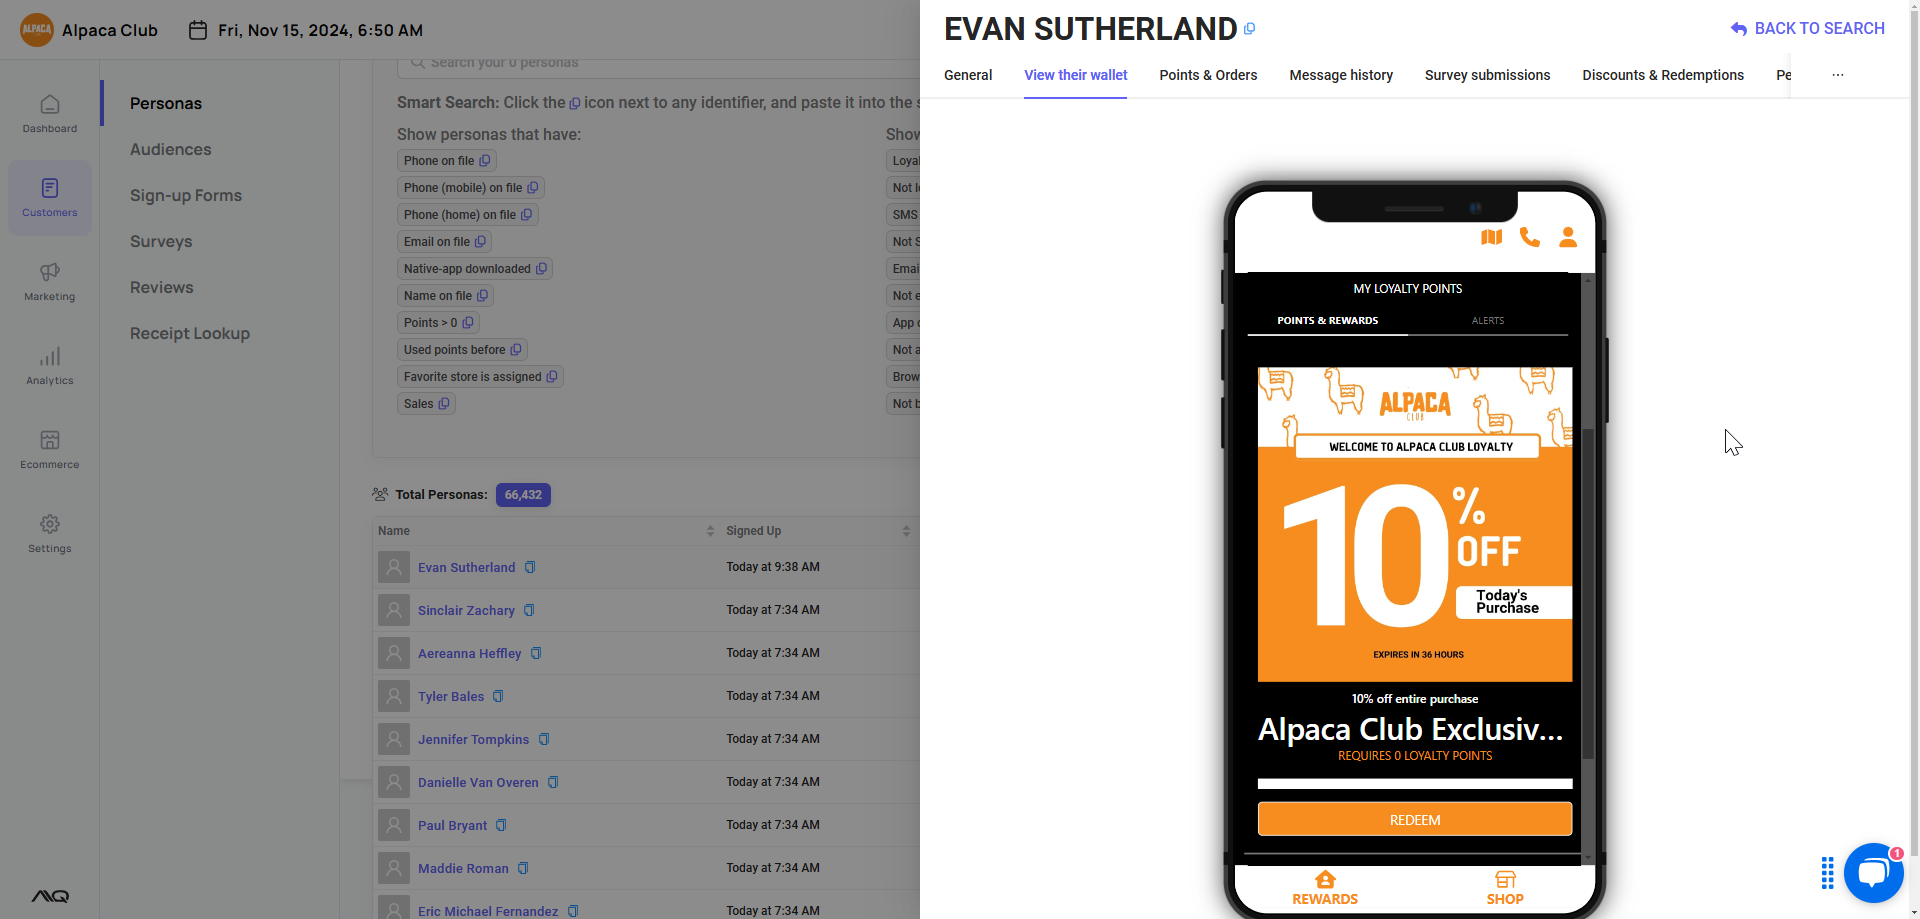 ALPACA
Alpaca Club
Fri, Nov 15, 2024, 6:50 AM
Dashboard
Customers
Marketing
Analytics
Ecommerce
Settings
AIQ
Personas
Audiences
Sign-up Forms
Surveys
Reviews
Receipt Lookup
Search your 0 personas
Smart Search: Click the icon next to any identifier, and paste it into the s
Show personas that have:
Phone on file
Phone (mobile) on file
Phone (home) on file
Email on file
Native-app downloaded
Name on file
Points > 0
Used points before
Favorite store is assigned
Sales
Show
Loyal
Not l
SMS
Not S
Emai
Not e
App
Not a
Brow
Not b
Total Personas: 66,432
Name Signed Up
Evan Sutherland Today at 9:38 AM
Sinclair Zachary Today at 7:34 AM
Aereanna Heffley Today at 7:34 AM
Tyler Bales Today at 7:34 AM
Jennifer Tompkins Today at 7:34 AM
Danielle Van Overen Today at 7:34 AM
Paul Bryant Today at 7:34 AM
Maddie Roman Today at 7:34 AM
Eric Michael Fernandez Today at 7:34 AM
EVAN SUTHERLAND
BACK TO SEARCH
General View their wallet Points & Orders Message history Survey submissions Discounts & Redemptions Pe ...
MY LOYALTY POINTS
POINTS & REWARDS ALERTS
ALPACA
CLUB
WELCOME TO ALPACA CLUB LOYALTY
10% OFF
Today's
Purchase
EXPIRES IN 36 HOURS
10% off entire purchase
Alpaca Club Exclusiv...
REQUIRES 0 LOYALTY POINTS
REDEEM
REWARDS SHOP
1